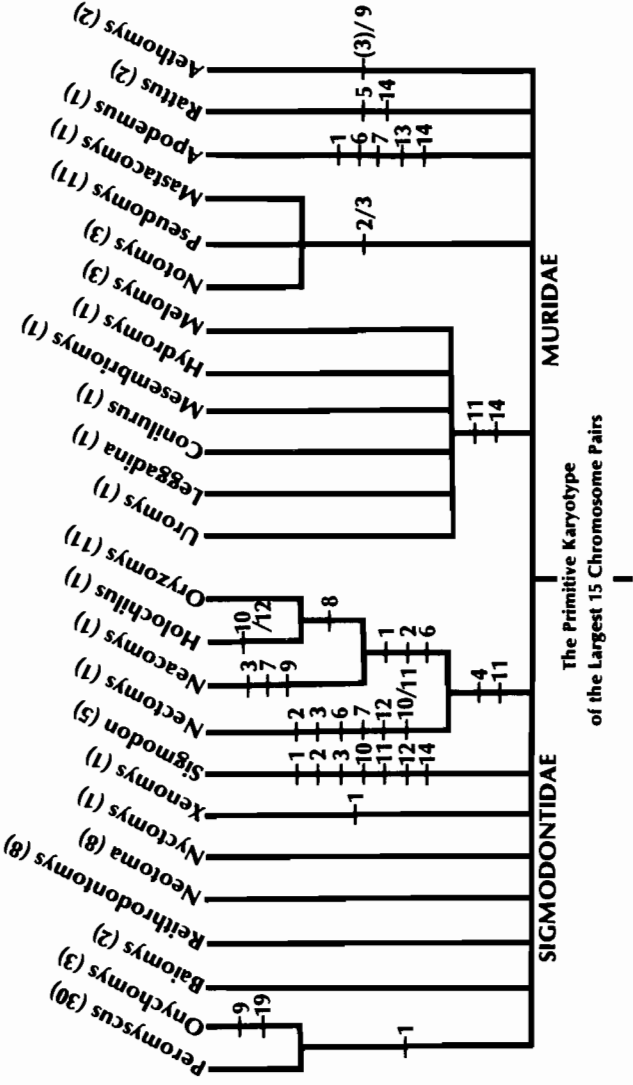 Peromyscus (30)
Onychomys (3)
Baiomys (2)
Reithrodontomys (8)
Neotoma (8)
Nyctomys (1)
Xenomys (1)
Sigmodon (5)
Nectomys (1)
Neacomys (1)
Holochilus (1)
Oryzomys (11)
Uromys (1)
Leggadina (1)
Conilurus (1)
Mesembriomys (1)
Hydromys (1)
Melomys (3)
Notomys (3)
Pseudomys (11)
Mastacomys (1)
Apodemus (1)
Rattus (2)
Aethomys (2)
9
19
1
1
1
2
3
10
11
12
14
2
3
6
7
12
10/11
3
7
9
10
/12
8
1
2
6
4
11
11
14
2/3
1
6
7
13
14
5
14
(3)/9
SIGMODONTIDAE
MURIDAE
The Primitive Karyotype
of the Largest 15 Chromosome Pairs